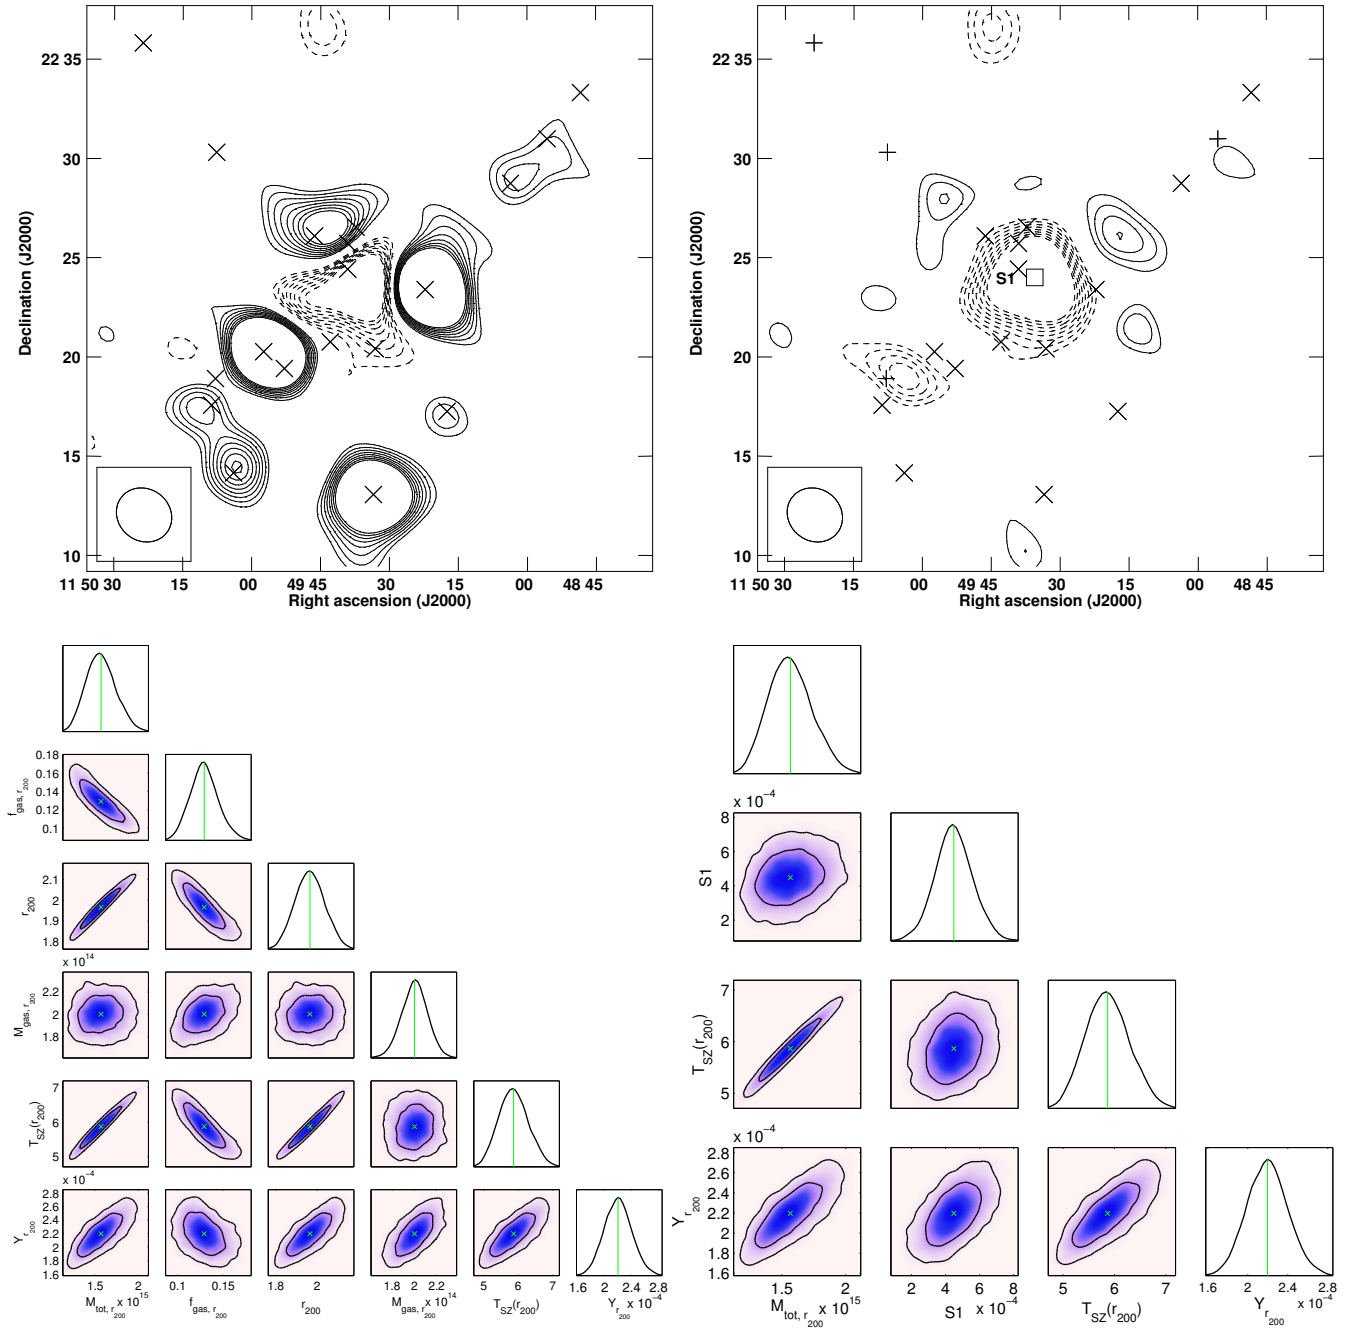 22 35
30
25
20
15
10
Declination (J2000)
11 50 30 15 00 49 45 30 15 00 48 45
Right ascension (J2000)
S1
22 35
30
25
20
15
10
Declination (J2000)
11 50 30 15 00 49 45 30 15 00 48 45
Right ascension (J2000)
0.18
0.16
0.14
0.12
0.1
f gas, r 200
2.1
2
1.9
1.8
r 200
x 10^14
2.2
2
1.8
M gas, r 200
7
6
5
T SZ (r 200)
x 10^-4
2.8
2.6
2.4
2.2
2
1.8
1.6
Y r 200
1.5 2
M tot, r 200 x 10^15
0.1 0.15
f gas, r 200
1.8 2
r 200
1.8 2 2.2
M gas, r 200 x 10^14
5 6 7
T SZ (r 200)
1.6 2 2.4 2.8
Y r 200 x 10^-4
x 10^-4
8
6
4
2
S1
7
6
5
T SZ (r 200)
x 10^-4
2.8
2.6
2.4
2.2
2
1.8
1.6
Y r 200
1.5 2
M tot, r 200 x 10^15
2 4 6 8
S1 x 10^-4
5 6 7
T SZ (r 200)
1.6 2 2.4 2.8
Y r 200 x 10^-4